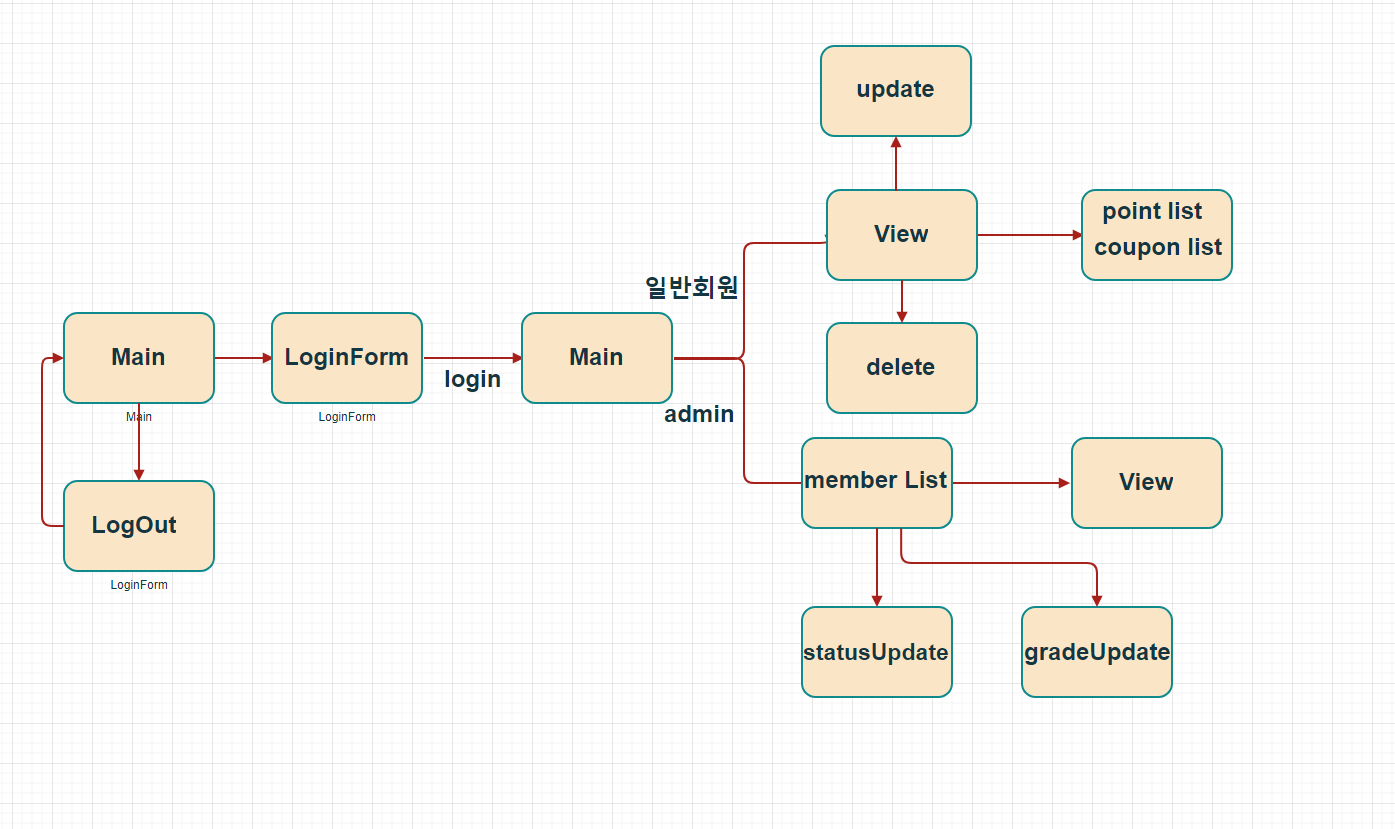 update
View
point list
coupon list
일반회원
Main
LoginForm
login
Main
delete
Main
LoginForm
admin
member List
View
LogOut
LoginForm
statusUpdate
gradeUpdate